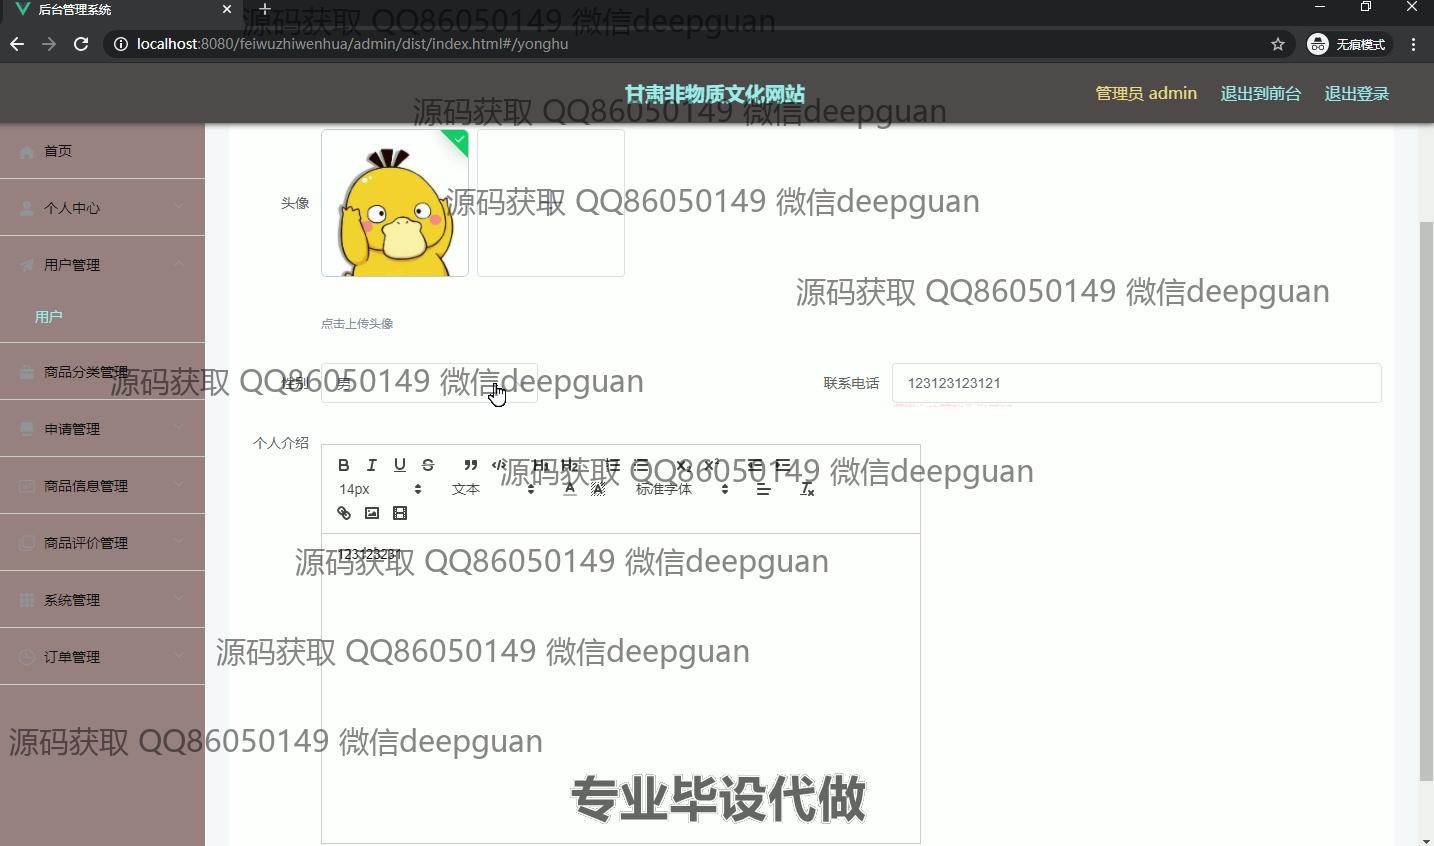 后台管理系统
源码获取 QQ86050149 微信deepguan
localhost:8080/feiwuzhiwenhua/admin/dist/index.html#/yonghu
无痕模式
甘肃非物质文化网站
管理员 admin
退出到前台
退出登录
源码获取 QQ86050149 微信deepguan
首页
个人中心
用户管理
用户
商品分类管理
申请管理
商品信息管理
商品评价管理
系统管理
订单管理
头像
源码获取 QQ86050149 微信deepguan
源码获取 QQ86050149 微信deepguan
点击上传头像
性别
男
源码获取 QQ86050149 微信deepguan
联系电话
123123123121
个人介绍
B I U S H1 H2 X2 X2
源码获取 QQ86050149 微信deepguan
14px 文本 A A 标准字体 Tx
123123231
源码获取 QQ86050149 微信deepguan
源码获取 QQ86050149 微信deepguan
源码获取 QQ86050149 微信deepguan
专业毕设代做